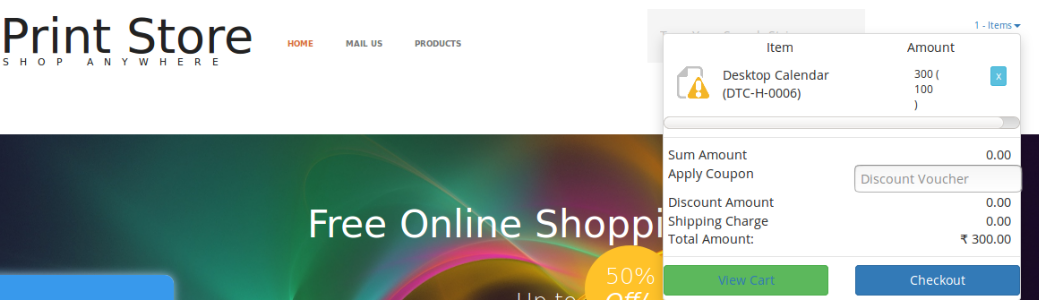 Print Store
SHOP ANYWHERE
HOME
MAIL US
PRODUCTS
1 - Items
Item
Amount
Desktop Calendar
(DTC-H-0006)
300 (
100
)
x
Sum Amount
0.00
Apply Coupon
Discount Voucher
Discount Amount
0.00
Shipping Charge
0.00
Total Amount:
₹ 300.00
View Cart
Checkout
Free Online Shoppi
50%
Up to
Off/